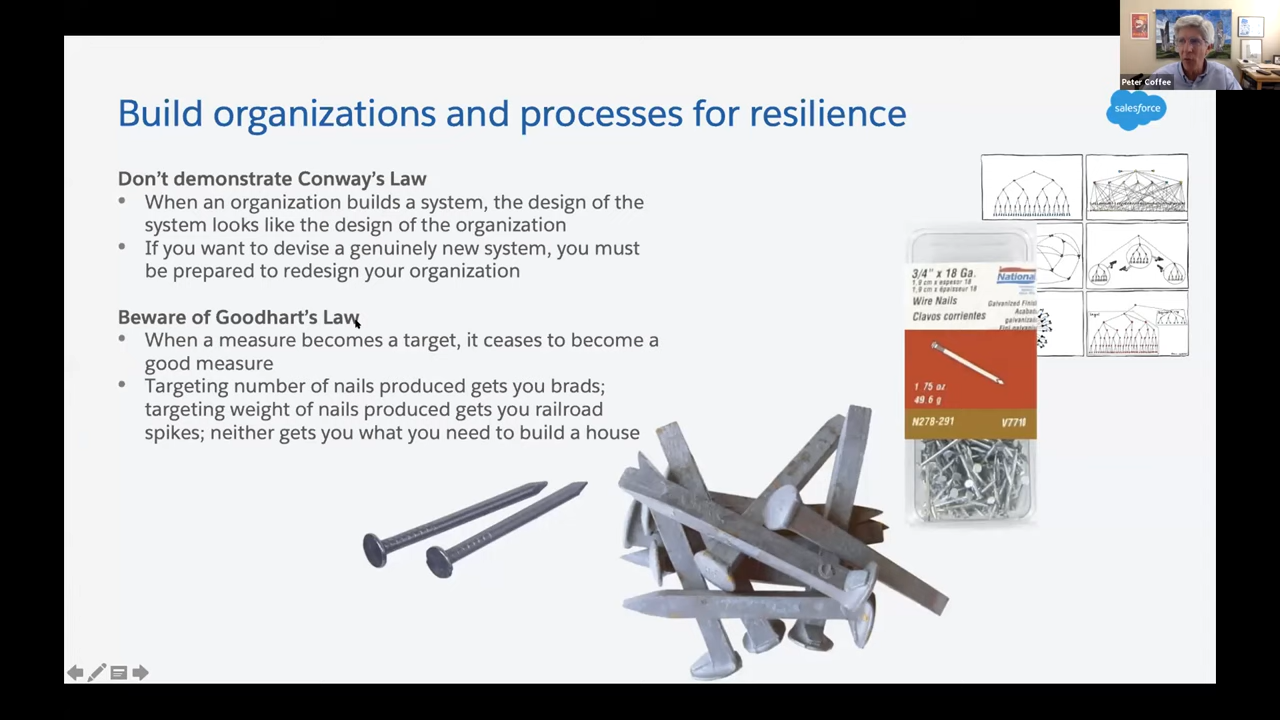 Peter Coffee
Build organizations and processes for resilience
salesforce
Don’t demonstrate Conway’s Law
• When an organization builds a system, the design of the
system looks like the design of the organization
• If you want to devise a genuinely new system, you must
be prepared to redesign your organization
Beware of Goodhart’s Law
• When a measure becomes a target, it ceases to become a
good measure
• Targeting number of nails produced gets you brads;
targeting weight of nails produced gets you railroad
spikes; neither gets you what you need to build a house
3/4" x 18 Ga.
National
1,9 cm x espesor 18
1,9 cm x épaisseur 18
Wire Nails
Galvanized Finis
Clavos corrientes
Acaba
galvaniz
1 75 oz
49.6 g
N278-291
V7711